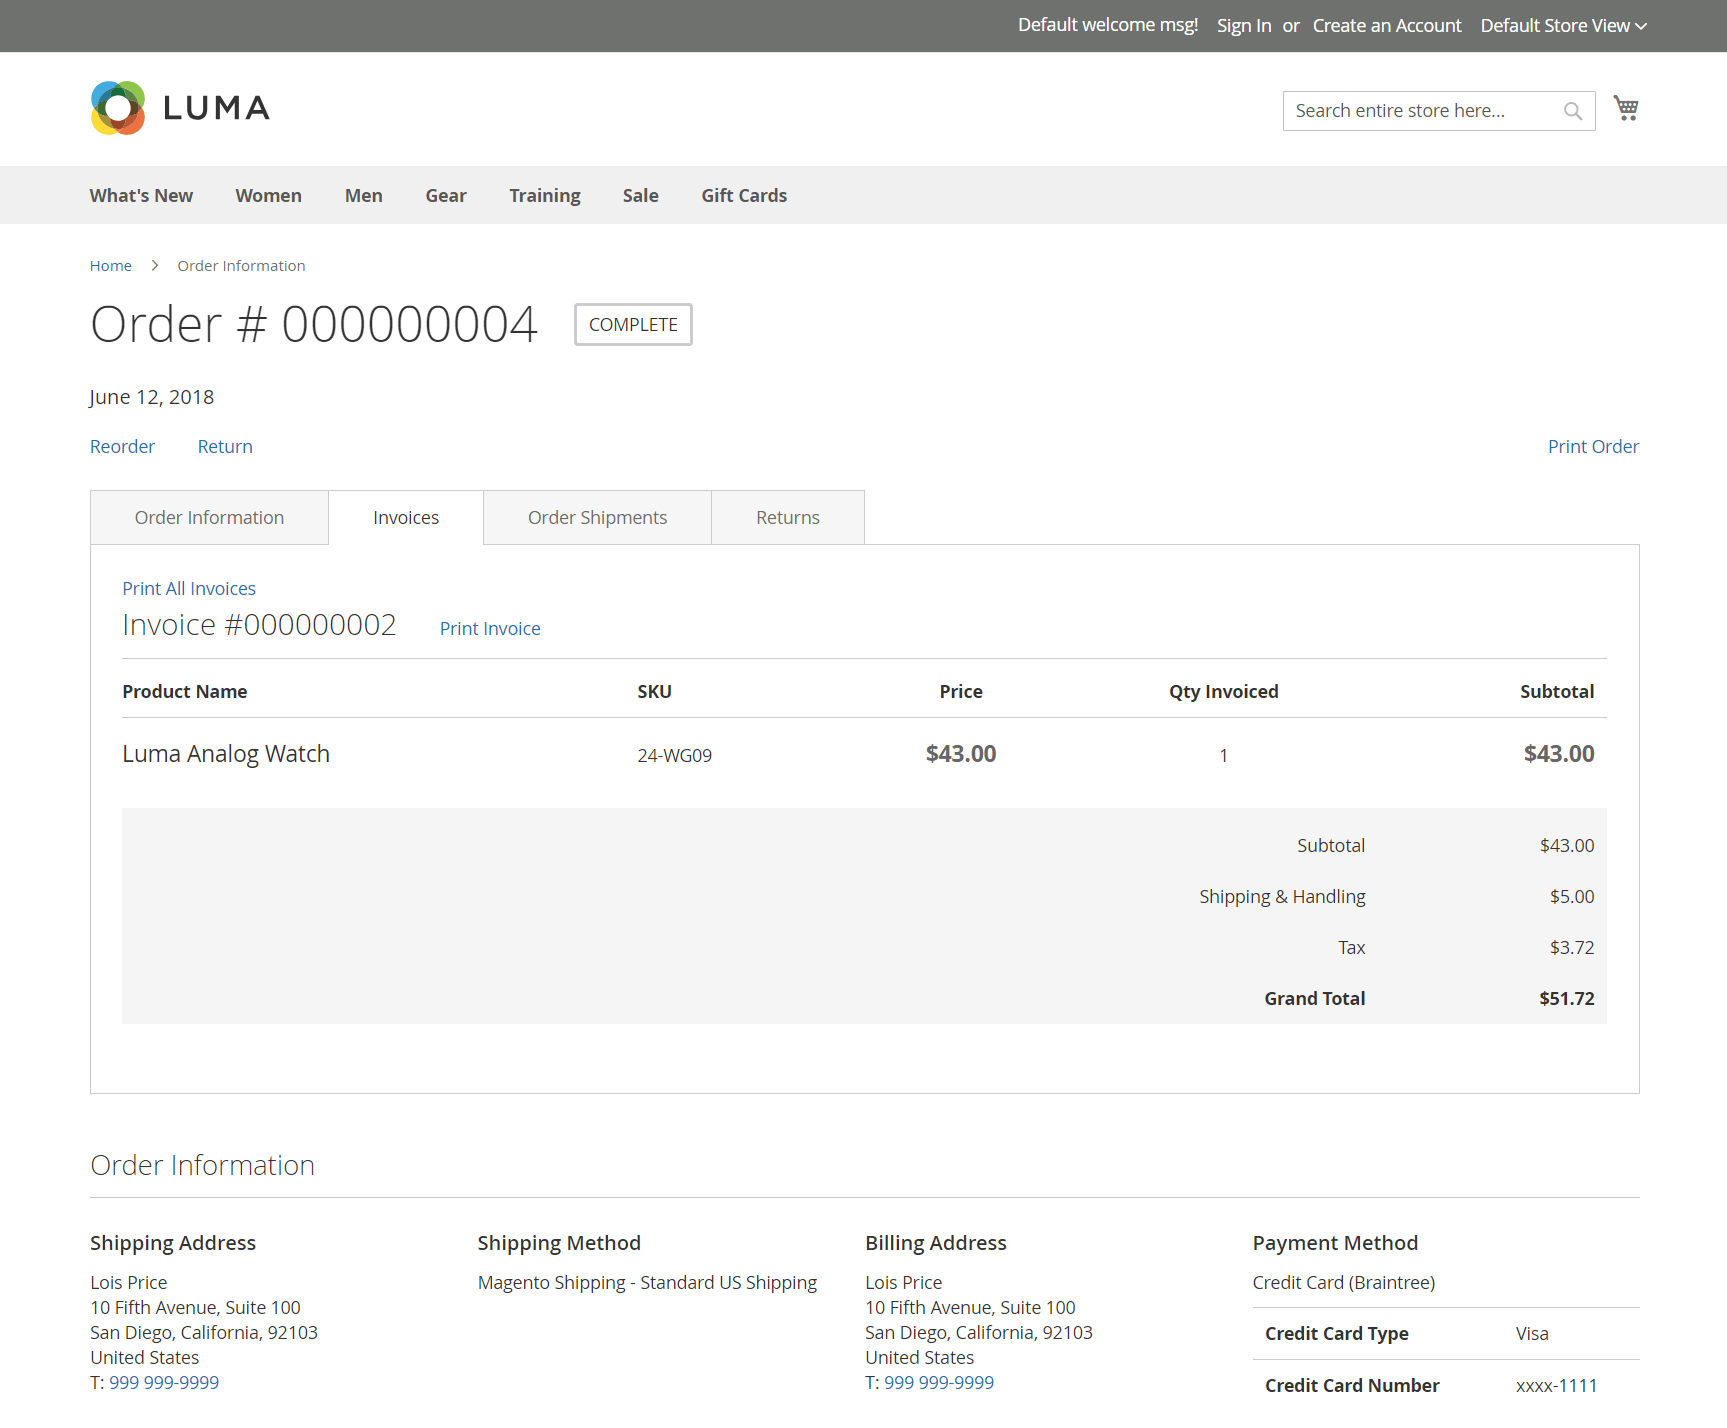 Default welcome msg! Sign In or Create an Account Default Store View
LUMA
Search entire store here...
What's New Women Men Gear Training Sale Gift Cards
Home Order Information
Order # 000000004 COMPLETE
June 12, 2018
Reorder Return Print Order
Order Information Invoices Order Shipments Returns
Print All Invoices
Invoice #000000002 Print Invoice
Product Name SKU Price Qty Invoiced Subtotal
Luma Analog Watch 24-WG09 $43.00 1 $43.00
Subtotal $43.00
Shipping & Handling $5.00
Tax $3.72
Grand Total $51.72
Order Information
Shipping Address
Lois Price
10 Fifth Avenue, Suite 100
San Diego, California, 92103
United States
T: 999 999-9999
Shipping Method
Magento Shipping - Standard US Shipping
Billing Address
Lois Price
10 Fifth Avenue, Suite 100
San Diego, California, 92103
United States
T: 999 999-9999
Payment Method
Credit Card (Braintree)
Credit Card Type Visa
Credit Card Number xxxx-1111